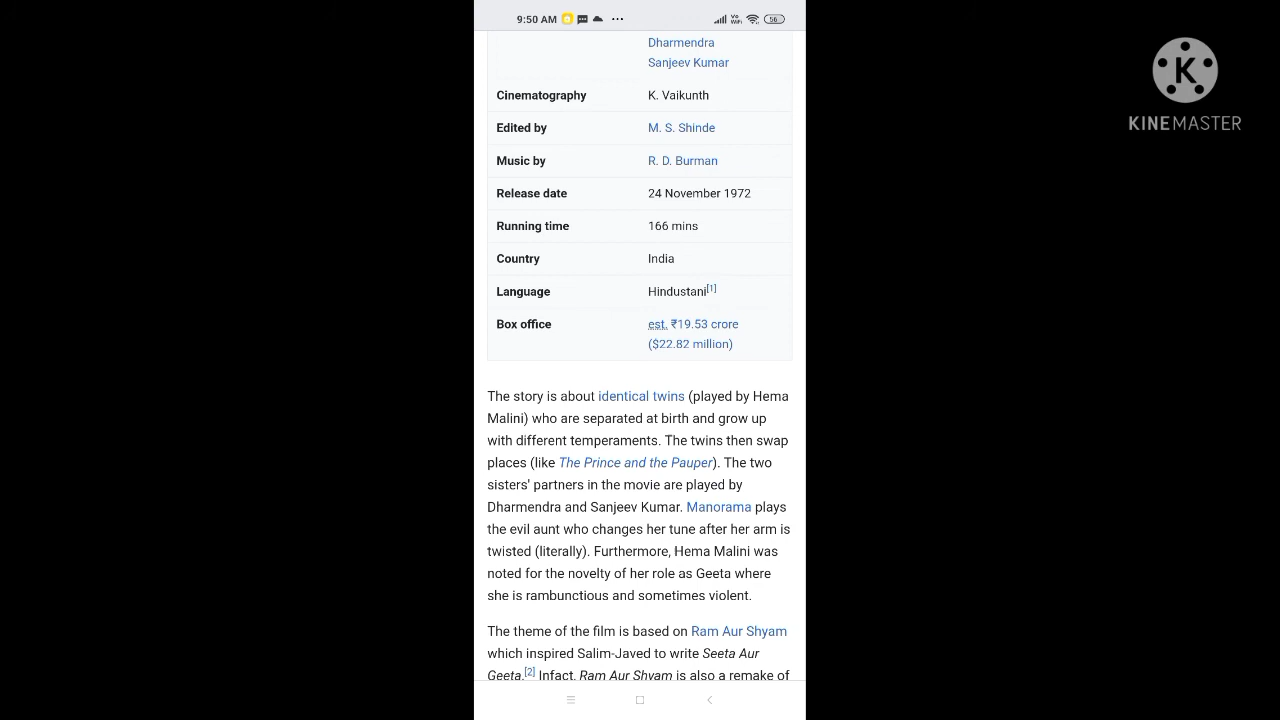 9:50 AM
Vo WiFi
56
Dharmendra
Sanjeev Kumar
KINEMASTER
Cinematography K. Vaikunth
Edited by M. S. Shinde
Music by R. D. Burman
Release date 24 November 1972
Running time 166 mins
Country India
Language Hindustani[1]
Box office est. ₹19.53 crore
($22.82 million)
The story is about identical twins (played by Hema
Malini) who are separated at birth and grow up
with different temperaments. The twins then swap
places (like The Prince and the Pauper). The two
sisters' partners in the movie are played by
Dharmendra and Sanjeev Kumar. Manorama plays
the evil aunt who changes her tune after her arm is
twisted (literally). Furthermore, Hema Malini was
noted for the novelty of her role as Geeta where
she is rambunctious and sometimes violent.
The theme of the film is based on Ram Aur Shyam
which inspired Salim-Javed to write Seeta Aur
Geeta.[2] Infact, Ram Aur Shyam is also a remake of